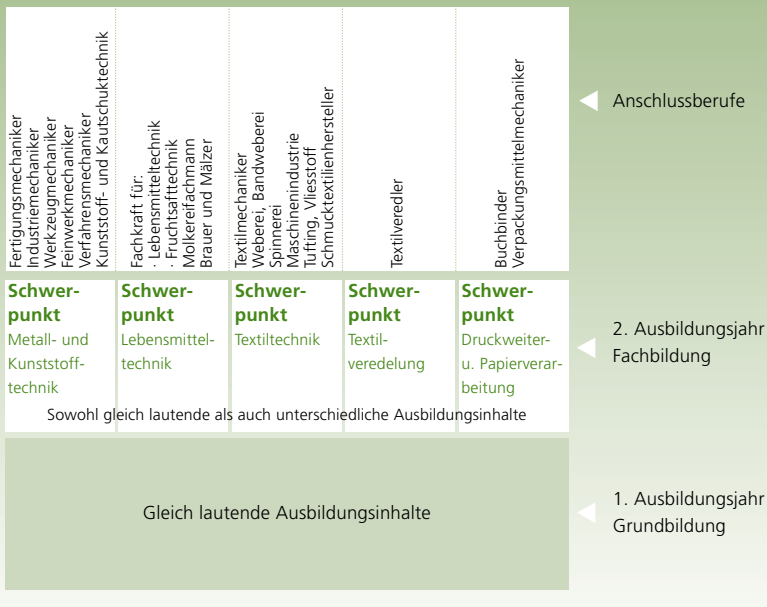 Fertigungsmechaniker
Industriemechaniker
Werkzeugmechaniker
Feinwerkmechaniker
Verfahrensmechaniker
Kunststoff- und Kautschuktechnik
Fachkraft für:
· Lebensmitteltechnik
· Fruchtsafttechnik
Molkereifachmann
Brauer und Mälzer
Textilmechaniker
Weberei, Bandweberei
Spinnerei
Maschinenindustrie
Tufting, Vliesstoff
Schmucktextilienhersteller
Textilveredler
Buchbinder
Verpackungsmittelmechaniker
Anschlussberufe
Schwer-
punkt
Metall- und
Kunststoff-
technik
Schwer-
punkt
Lebensmittel-
technik
Schwer-
punkt
Textiltechnik
Schwer-
punkt
Textil-
veredelung
Schwer-
punkt
Druckweiter-
u. Papierverar-
beitung
2. Ausbildungsjahr
Fachbildung
Sowohl gleich lautende als auch unterschiedliche Ausbildungsinhalte
Gleich lautende Ausbildungsinhalte
1. Ausbildungsjahr
Grundbildung